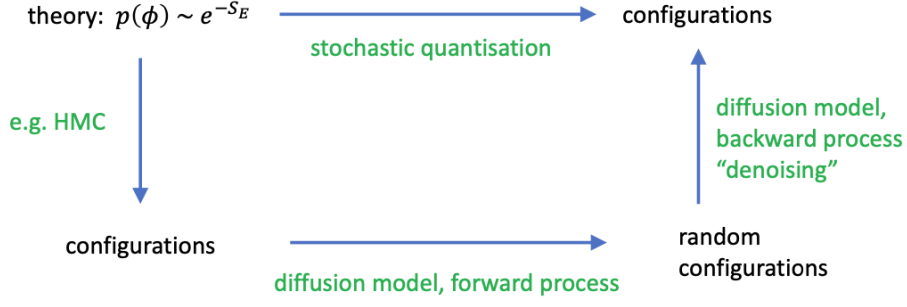 theory: p(ϕ) ~ e^{-S_E}
configurations
stochastic quantisation
e.g. HMC
diffusion model,
backward process
“denoising”
configurations
random
configurations
diffusion model, forward process